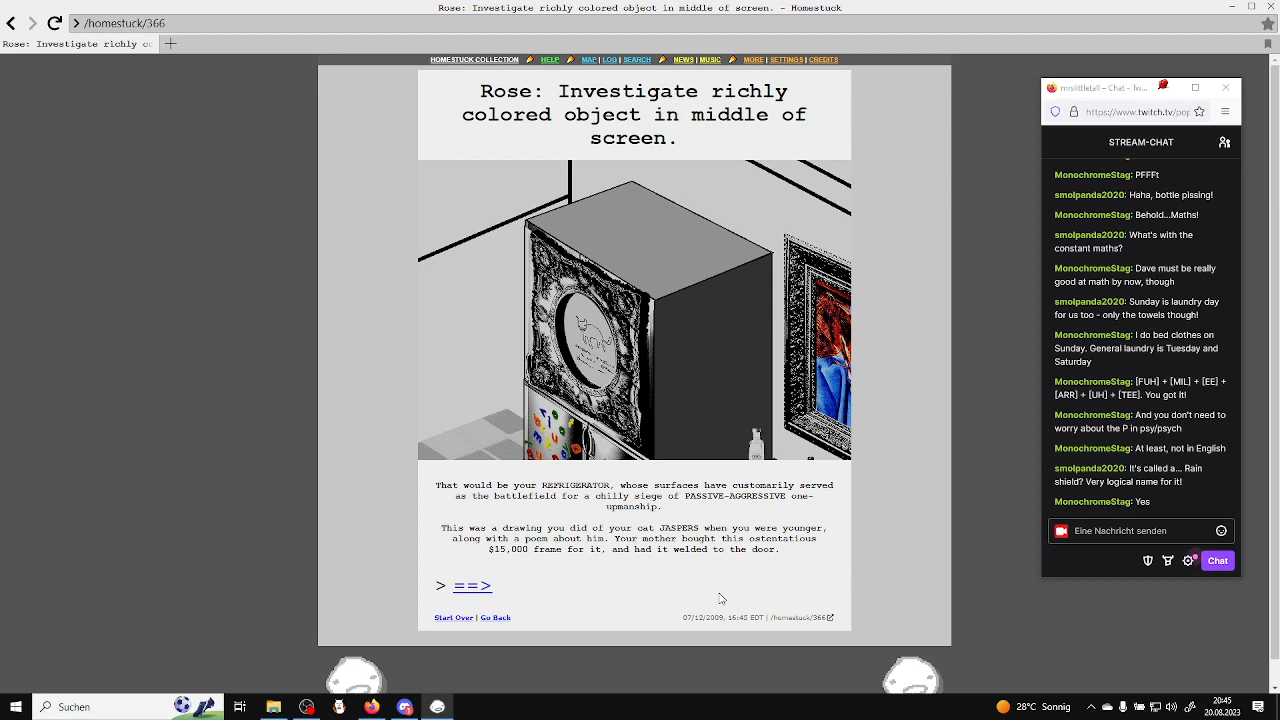 Rose: Investigate richly colored object in middle of screen. - Homestuck
/homestuck/366
Rose: Investigate richly co
HOMESTUCK COLLECTION HELP MAP | LOG | SEARCH NEWS | MUSIC MORE | SETTINGS | CREDITS
Rose: Investigate richly
colored object in middle of
screen.
That would be your REFRIGERATOR, whose surfaces have customarily served
as the battlefield for a chilly siege of PASSIVE-AGGRESSIVE one-
upmanship.
This was a drawing you did of your cat JASPERS when you were younger,
along with a poem about him. Your mother bought this ostentatious
$15,000 frame for it, and had it welded to the door.
> ==>
Start Over | Go Back
07/12/2009, 16:45 EDT | /homestuck/366
mrslittletall – Chat - Tw...
https://www.twitch.tv/pop
STREAM-CHAT
MonochromeStag: PFFFt
smolpanda2020: Haha, bottle pissing!
MonochromeStag: Behold...Maths!
smolpanda2020: What's with the
constant maths?
MonochromeStag: Dave must be really
good at math by now, though
smolpanda2020: Sunday is laundry day
for us too - only the towels though!
MonochromeStag: I do bed clothes on
Sunday. General laundry is Tuesday and
Saturday
MonochromeStag: [FUH] + [MIL] + [EE] +
[ARR] + [UH] + [TEE]. You got it!
MonochromeStag: And you don't need to
worry about the P in psy/psych
MonochromeStag: At least, not in English
smolpanda2020: It's called a... Rain
shield? Very logical name for it!
MonochromeStag: Yes
Eine Nachricht senden
Chat
Suchen
28°C Sonnig
20:45
20.08.2023